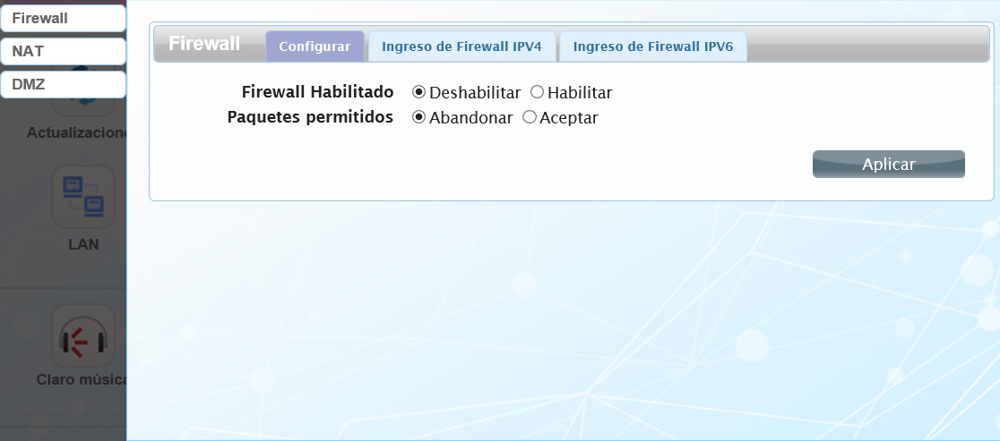 Firewall
NAT
DMZ
Actualizacione
LAN
Claro música
Firewall Configurar Ingreso de Firewall IPV4 Ingreso de Firewall IPV6
Firewall Habilitado Deshabilitar Habilitar
Paquetes permitidos Abandonar Aceptar
Aplicar